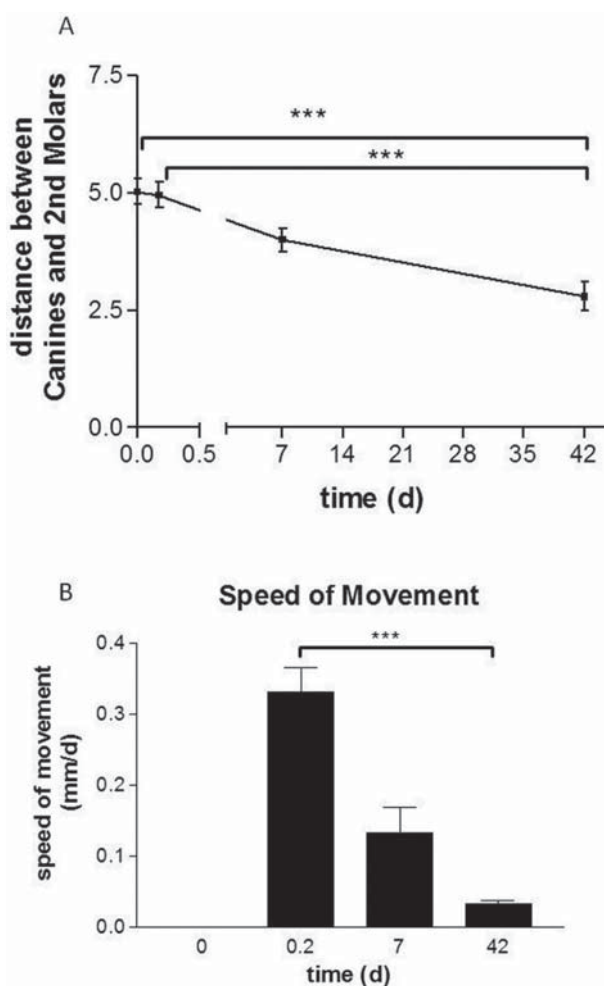 A
distance between
Canines and 2nd Molars
7.5
5.0
2.5
0.0
***
***
0.0 0.5 7 14 21 28 35 42
time (d)
B
Speed of Movement
speed of movement
(mm/d)
0.4
0.3
0.2
0.1
0.0
***
0 0.2 7 42
time (d)